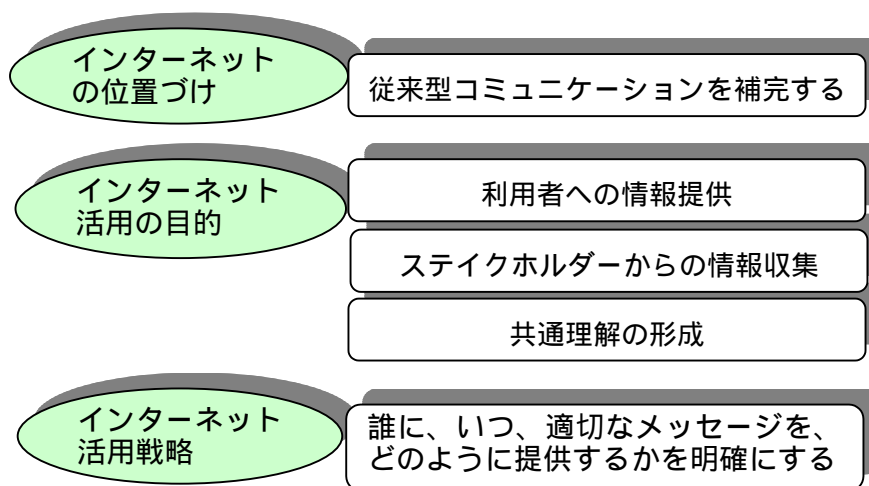 インターネット
の位置づけ
従来型コミュニケーションを補完する
インターネット
活用の目的
利用者への情報提供
ステイクホルダーからの情報収集
共通理解の形成
インターネット
活用戦略
誰に、いつ、適切なメッセージを、
どのように提供するかを明確にする